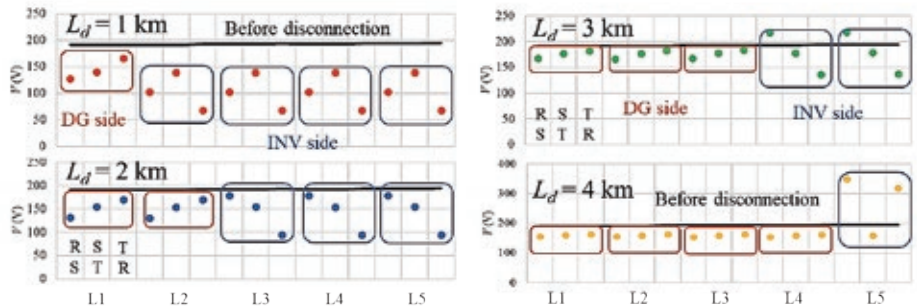 L_d = 1 km
Before disconnection
250
200
150
100
50
0
V(V)
DG side
INV side
L_d = 2 km
250
200
150
100
50
0
V(V)
R S T
S T R
L1 L2 L3 L4 L5
L_d = 3 km
250
200
150
100
50
0
V(V)
R S T
S T R
DG side
INV side
L_d = 4 km
Before disconnection
400
300
200
100
0
V(V)
L1 L2 L3 L4 L5